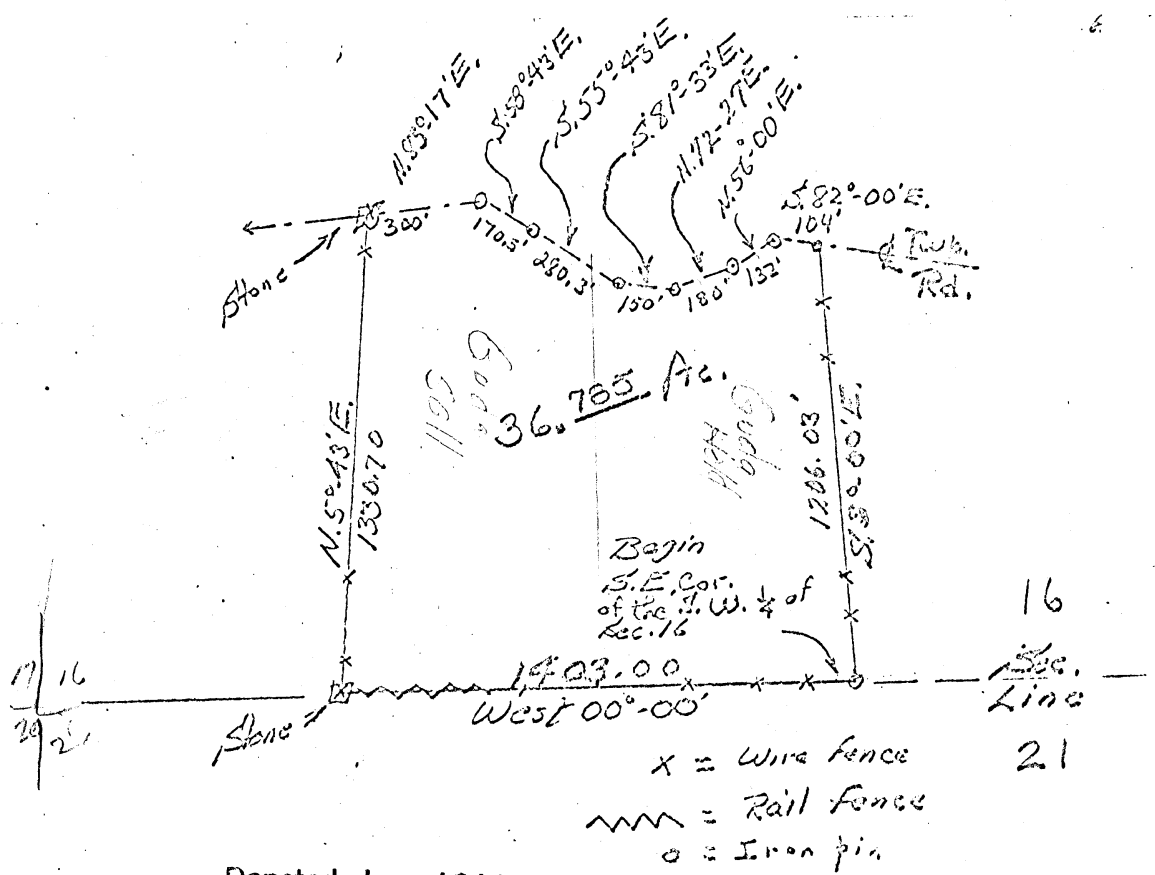 N.85°-17'E.
S.58°-43'E.
S.55°-43'E.
S.81°-33'E.
N.72-27'E.
N.56°-00'E.
S.82°-00'E.
104'
300'
170.5'
280.3'
150'
180'
132'
Twp.
Rd.
Stone
36.785 Ac.
N.5°-43'E.
1330.70
1206.03'
S.3°-00'E.
Begin
S.E. Cor.
of the S.W. ¼ of
Sec. 16
1403.00
West 00°-00'
Stone
17 16
20 21
16
Sec.
Line
21
x = Wire fence
= Rail fence
o = Iron pin